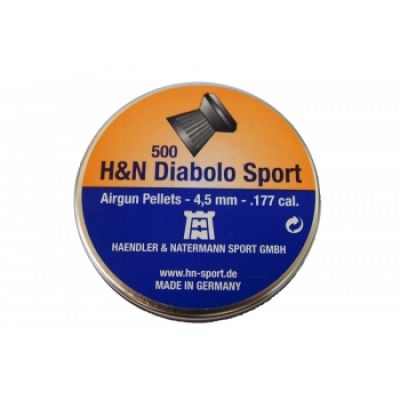 500
H&N Diabolo Sport
Airgun Pellets - 4,5 mm - .177 cal.
HN
HAENDLER & NATERMANN SPORT GMBH
www.hn-sport.de
MADE IN GERMANY